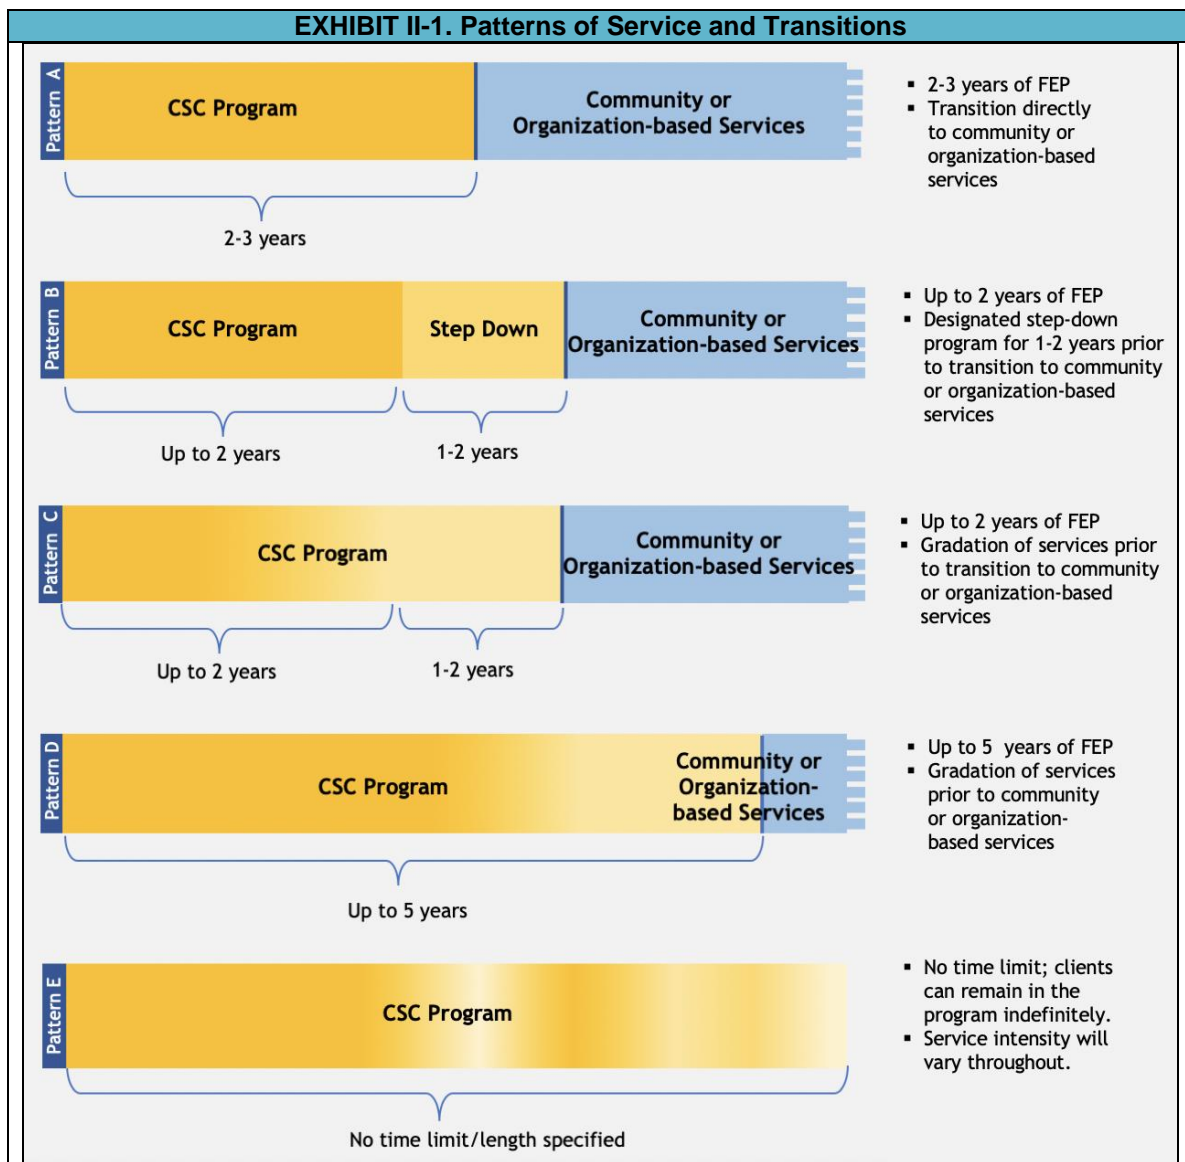 EXHIBIT II-1. Patterns of Service and Transitions
Pattern A
CSC Program
Community or
Organization-based Services
2-3 years
▪ 2-3 years of FEP
▪ Transition directly
to community or
organization-based
services
Pattern B
CSC Program
Step Down
Community or
Organization-based Services
Up to 2 years
1-2 years
▪ Up to 2 years of FEP
▪ Designated step-down
program for 1-2 years prior
to transition to community
or organization-based
services
Pattern C
CSC Program
Community or
Organization-based Services
Up to 2 years
1-2 years
▪ Up to 2 years of FEP
▪ Gradation of services prior
to transition to community
or organization-based
services
Pattern D
CSC Program
Community or
Organization-
based Services
Up to 5 years
▪ Up to 5 years of FEP
▪ Gradation of services
prior to community
or organization-
based services
Pattern E
CSC Program
No time limit/length specified
▪ No time limit; clients
can remain in the
program indefinitely.
▪ Service intensity will
vary throughout.